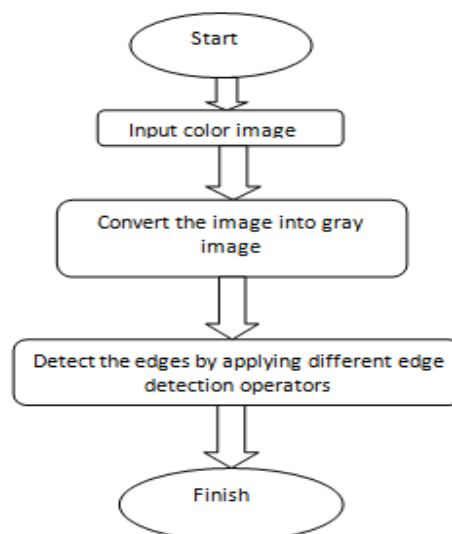 Start
Input color image
Convert the image into gray
image
Detect the edges by applying different edge
detection operators
Finish